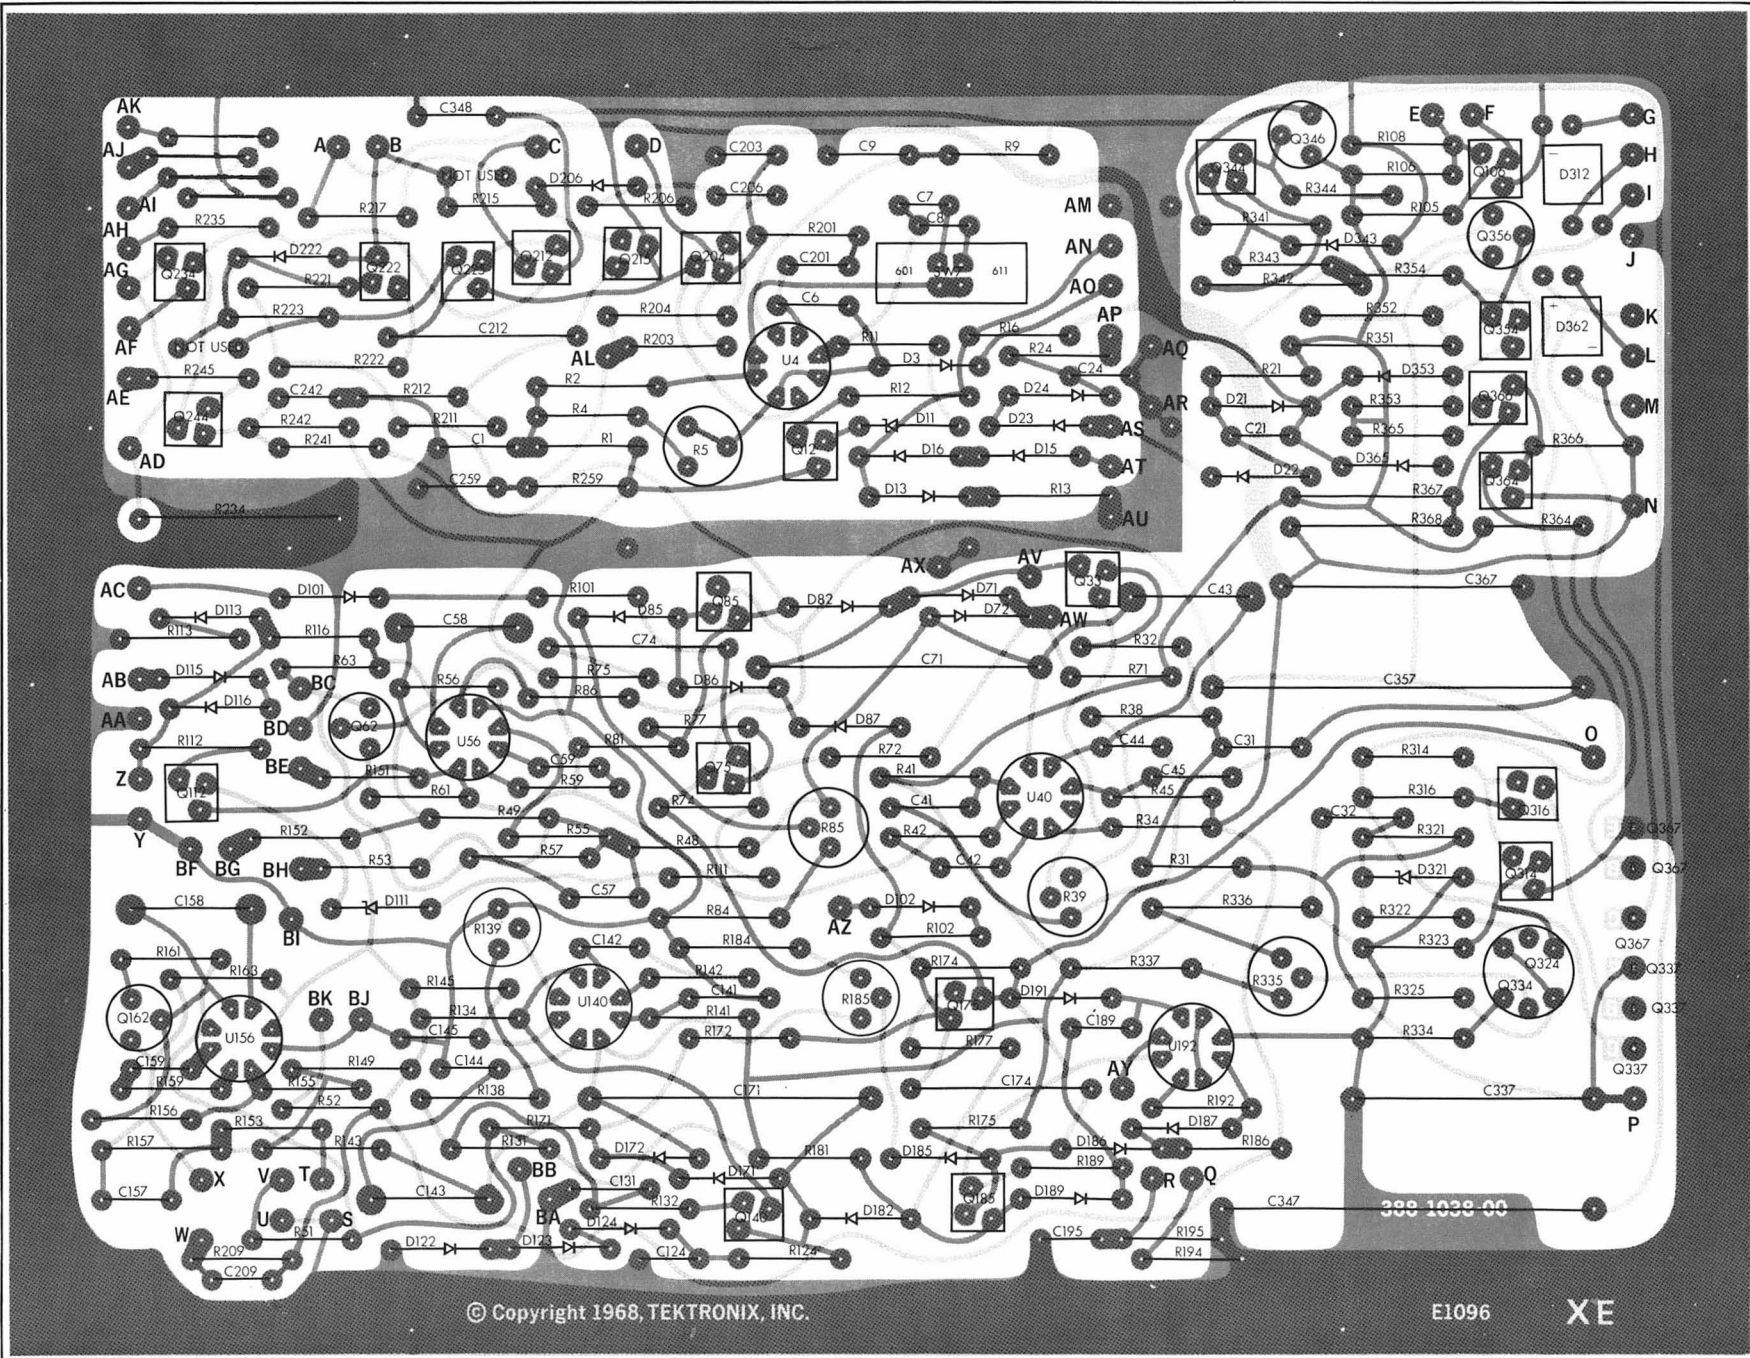 AK C348
AJ A B C D C203 C9 R9
E F G
Q346 R108
Q344 R106 Q106 D312 H
NOT USED D206 C206
AI R215 R206 C7 AM R344 I
R217 C8 R341 R105
AH R235 R201 AN D343 Q356 J
AG Q234 D222 Q222 Q223 Q212 Q215 Q204 C201 601 SW7 611 R343 R354
R221 AO R342
AF R223 C212 R204 C6 AP R352 Q354 D362 K
NOT USED AL R203 U4 R11 R16 R351
R222 D3 R24 AQ L
AE R245 R2 C24 R21 D353
C242 R212 R12 D24 AR D21 R353 Q366 M
Q244 R242 R211 R4 R5 Q12 D11 D23 AS C21 R365
AD R241 C1 R1 D16 D15 AT D22 D365 Q364 R366
C259 R259 D13 R13 R367 N
R234 AU R368 R364
AX AV Q33
AC D101 R101 Q85 D82 D71 C43 C367
D113 D85 D72 AW
R113 R116 C58 C74 R32
AB D115 R63 BC R56 R75 D86 C71 R71 C357
AA D116 BD Q62 R86 R77 D87 R38
R112 U56 R81 Q75 R72 C44 C31 R314 O
Z BE R151 C59 R41 U40 C45
Q112 R61 R59 R74 C41 R45 R316 Q316
Y R49 R85 R34 C32 Q367
BF BG R152 R55 R48 R42 R321
R57 C42
BH R53 R111 R39 R31 D321 Q314 Q367
C158 D111 C57 R84 D102 R336 R322
BI R139 AZ R102
R161 C142 R184 R323 Q367
R163 R142 R174 R337 R335 Q324 Q337
R145 C141 R185 D191 R325 Q334
BK BJ
Q162 U156 R134 U140 R141 C189 Q337
C145 R172 R177 U192 R334
C159 R149 C144 AY Q337
R159 R155 R138 C171 C174 C337
R156 R52 R192 P
R153 R171 R175 D187
R157 R143 R131 D172 R181 D185 D186 R186
X V T BB D171 R189 R Q
C157 C143 C131 Q185 D189 C347
U S BA R132 Q140 D182 388-1038-00
W R51 D124 C195 R195
R209 D122 D123 C124 R124 R194
C209
© Copyright 1968, TEKTRONIX, INC. E1096 XE